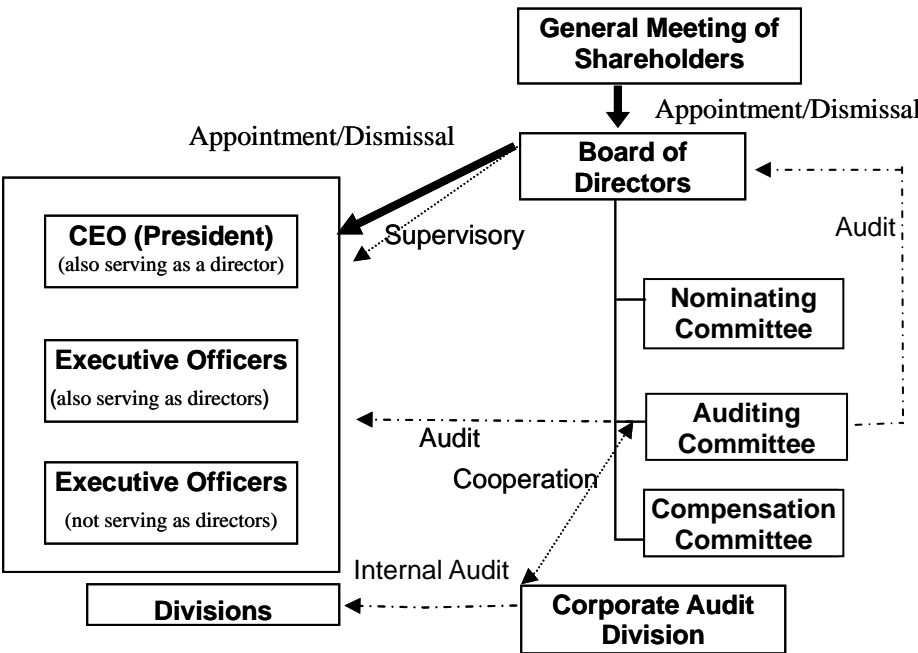 General Meeting of
Shareholders
Appointment/Dismissal
Appointment/Dismissal
Board of
Directors
CEO (President)
(also serving as a director)
Supervisory
Audit
Nominating
Committee
Executive Officers
(also serving as directors)
Audit
Auditing
Committee
Cooperation
Executive Officers
(not serving as directors)
Compensation
Committee
Internal Audit
Divisions
Corporate Audit
Division